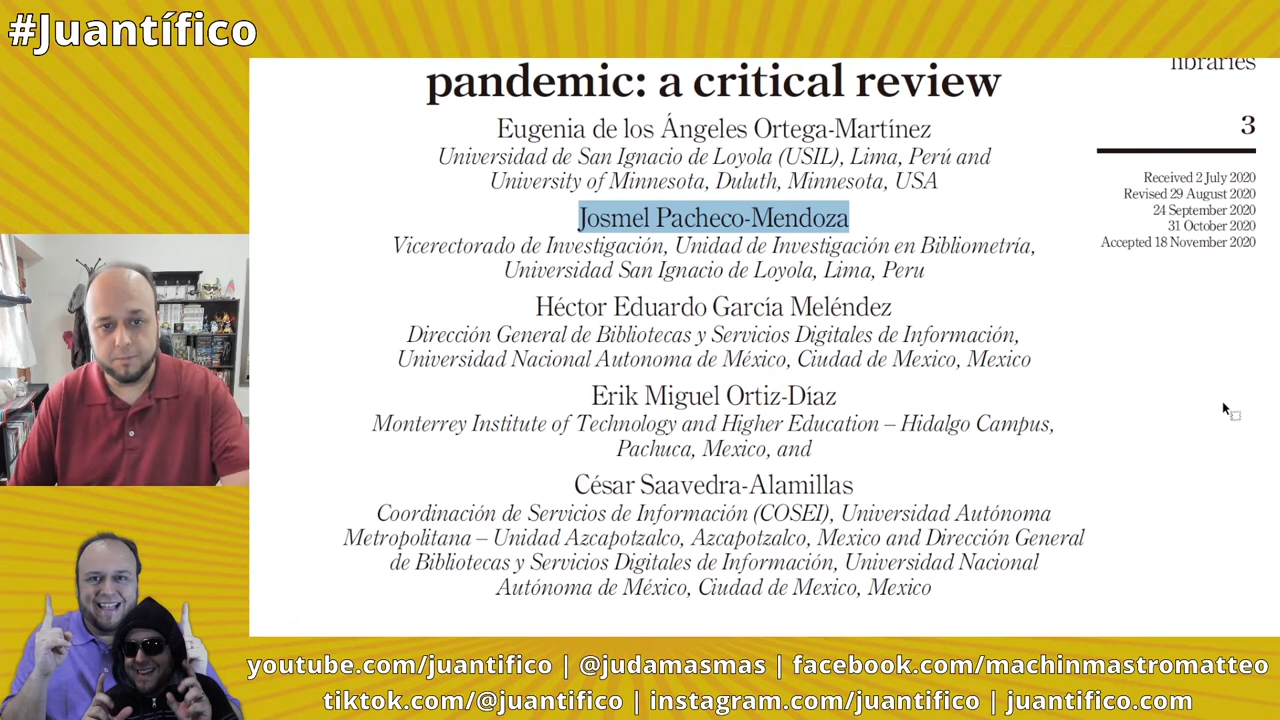 #Juantífico
libraries
pandemic: a critical review
3
Eugenia de los Ángeles Ortega-Martínez
Universidad de San Ignacio de Loyola (USIL), Lima, Perú and
University of Minnesota, Duluth, Minnesota, USA
Received 2 July 2020
Revised 29 August 2020
24 September 2020
31 October 2020
Accepted 18 November 2020
Josmel Pacheco-Mendoza
Vicerectorado de Investigación, Unidad de Investigación en Bibliometría,
Universidad San Ignacio de Loyola, Lima, Peru
Héctor Eduardo García Meléndez
Dirección General de Bibliotecas y Servicios Digitales de Información,
Universidad Nacional Autonoma de México, Ciudad de Mexico, Mexico
Erik Miguel Ortiz-Díaz
Monterrey Institute of Technology and Higher Education – Hidalgo Campus,
Pachuca, Mexico, and
César Saavedra-Alamillas
Coordinación de Servicios de Información (COSEI), Universidad Autónoma
Metropolitana – Unidad Azcapotzalco, Azcapotzalco, Mexico and Dirección General
de Bibliotecas y Servicios Digitales de Información, Universidad Nacional
Autónoma de México, Ciudad de Mexico, Mexico
youtube.com/juantifico | @judamasmas | facebook.com/machinmastromatteo
tiktok.com/@juantifico | instagram.com/juantifico | juantifico.com